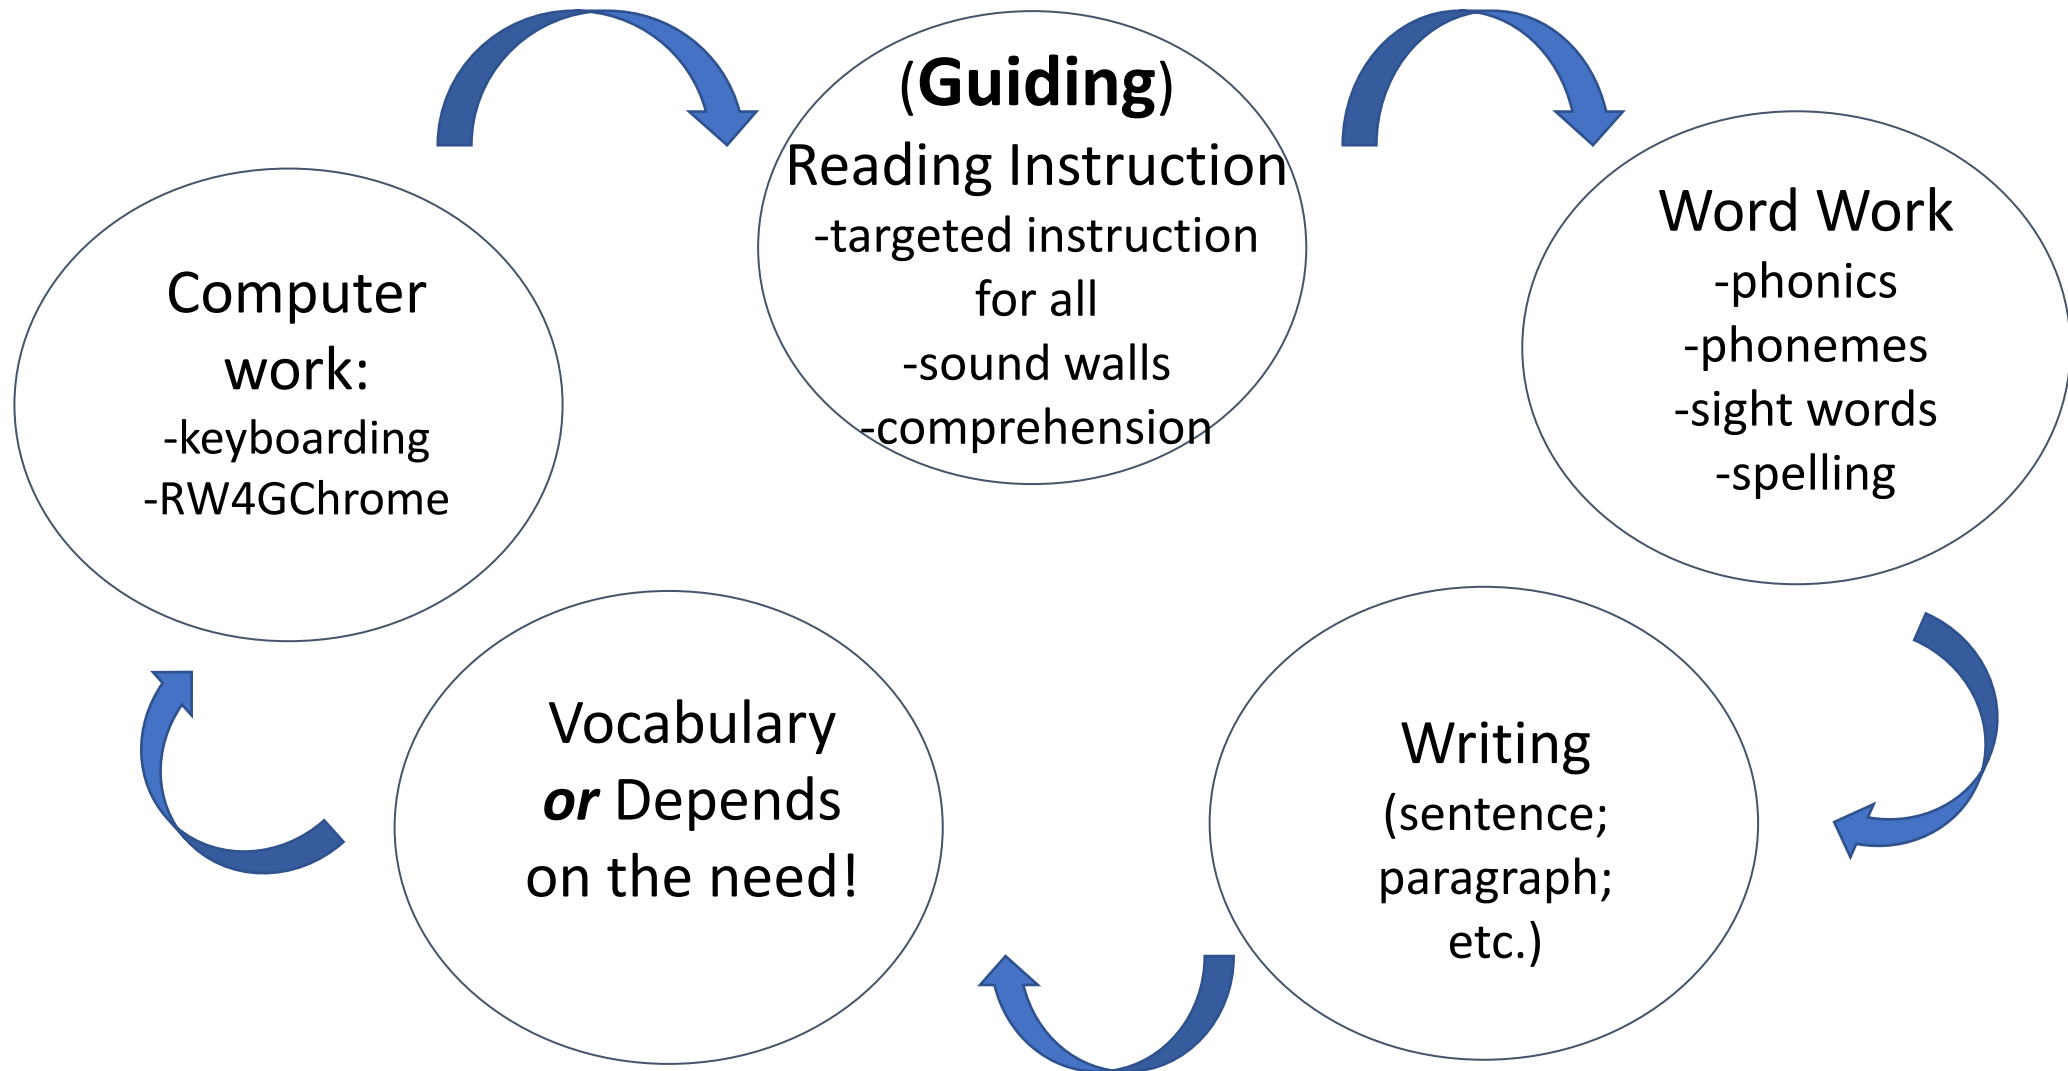 (Guiding)
Reading Instruction
-targeted instruction
for all
-sound walls
-comprehension
Word Work
-phonics
-phonemes
-sight words
-spelling
Writing
(sentence;
paragraph;
etc.)
Vocabulary
or Depends
on the need!
Computer
work:
-keyboarding
-RW4GChrome